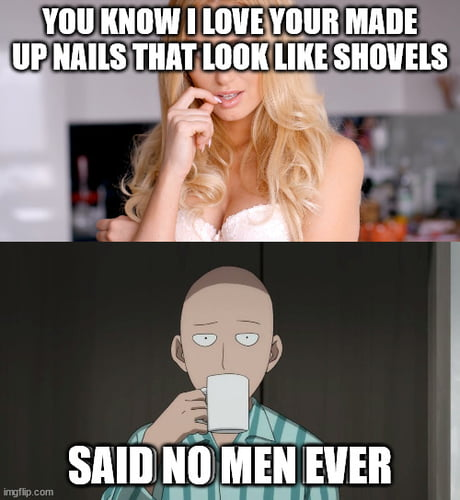 YOU KNOW I LOVE YOUR MADE
UP NAILS THAT LOOK LIKE SHOVELS
SAID NO MEN EVER
imgflip.com